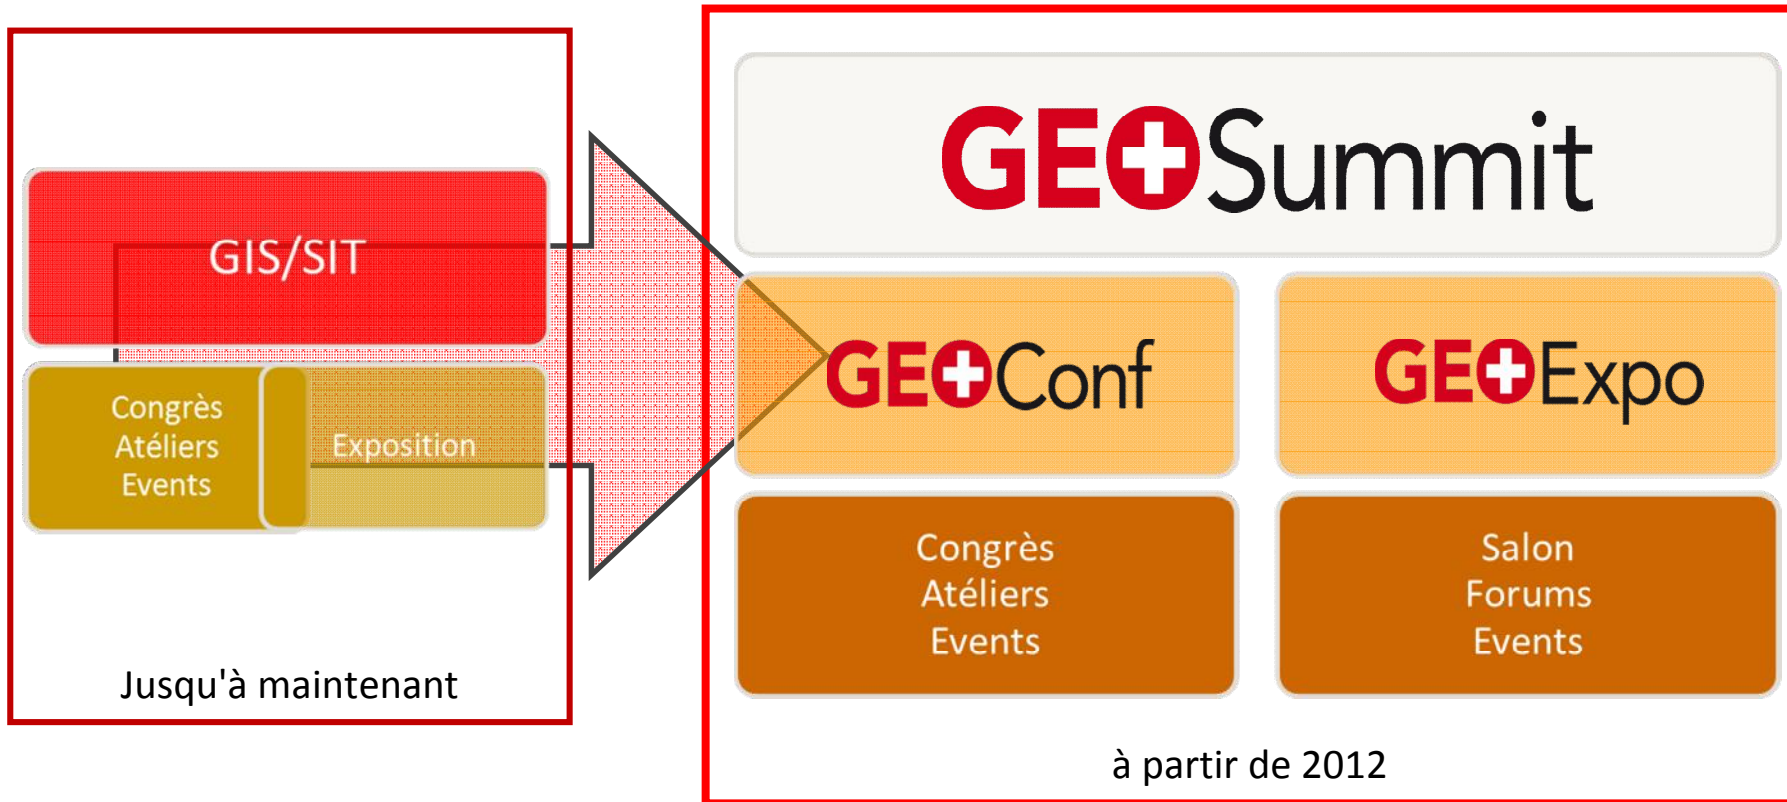 GIS/SIT
Congrès
Atéliers
Events
Exposition
Jusqu'à maintenant
GEOSummit
GEOConf
GEOExpo
Congrès
Atéliers
Events
Salon
Forums
Events
à partir de 2012